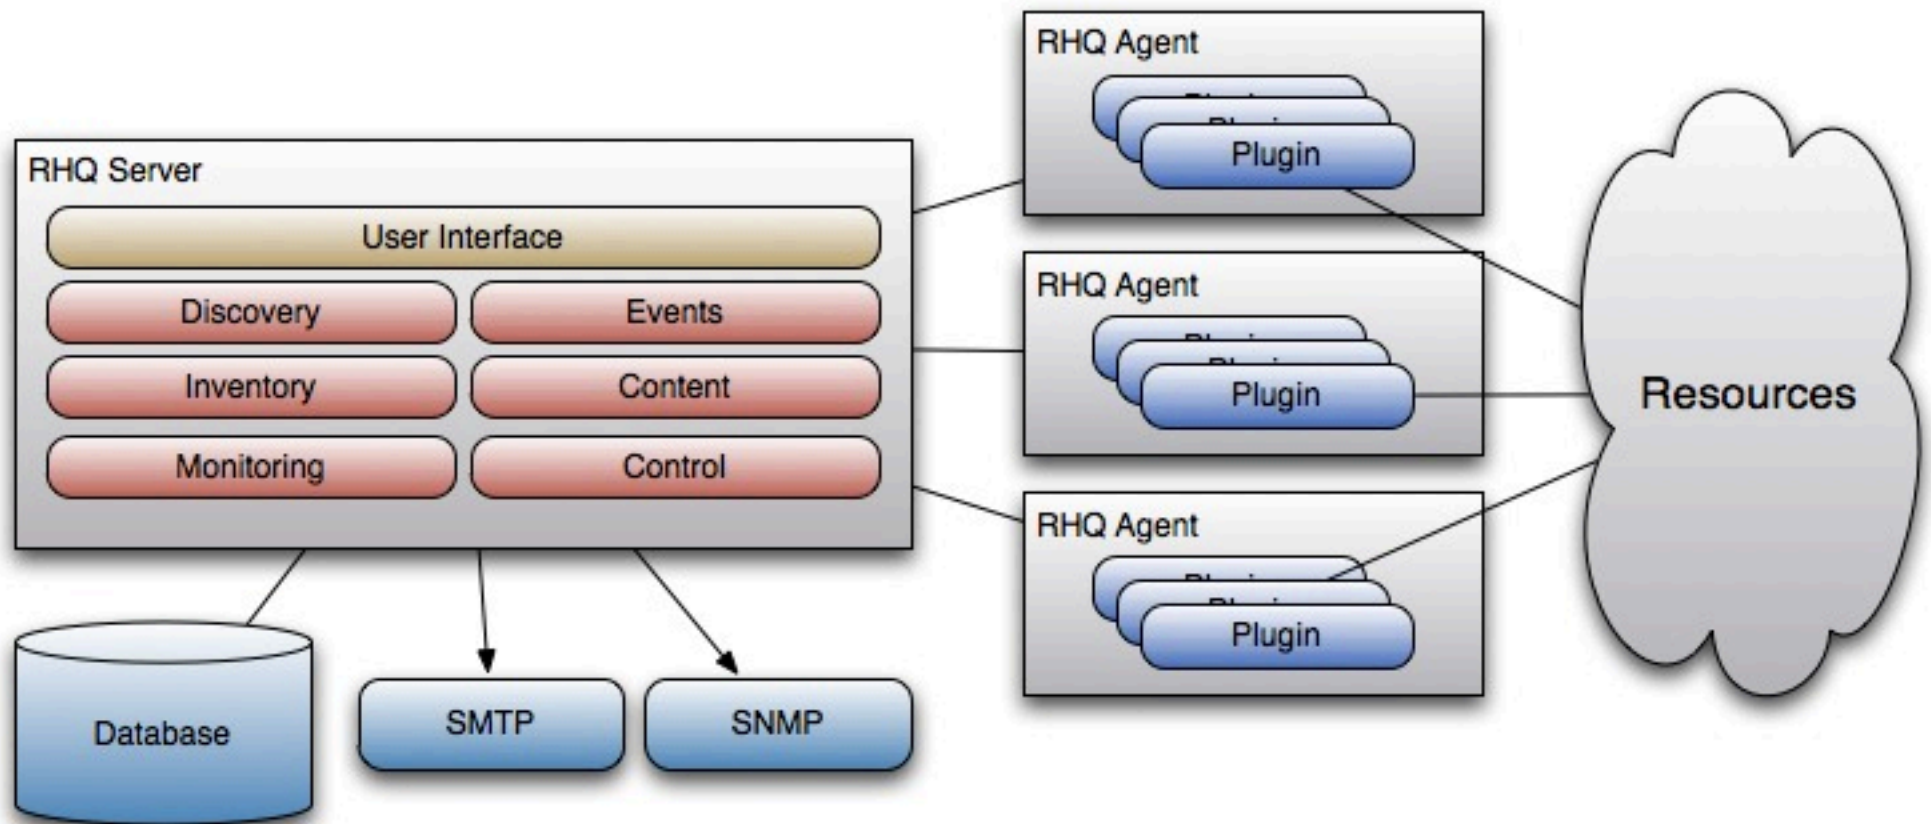 RHQ Server
User Interface
Discovery
Events
Inventory
Content
Monitoring
Control
Database
SMTP
SNMP
RHQ Agent
Plugin
RHQ Agent
Plugin
RHQ Agent
Plugin
Resources